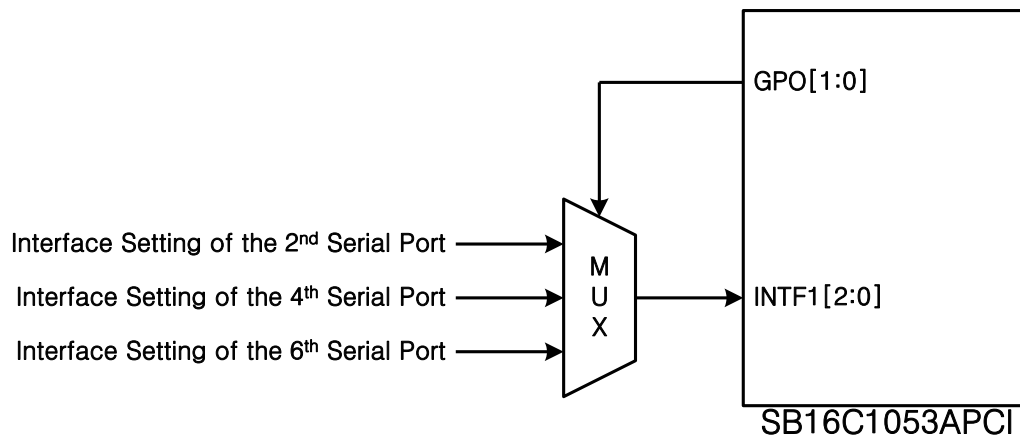 GPO[1:0]
Interface Setting of the 2nd Serial Port
Interface Setting of the 4th Serial Port
Interface Setting of the 6th Serial Port
M
U
X
INTF1[2:0]
SB16C1053APCI